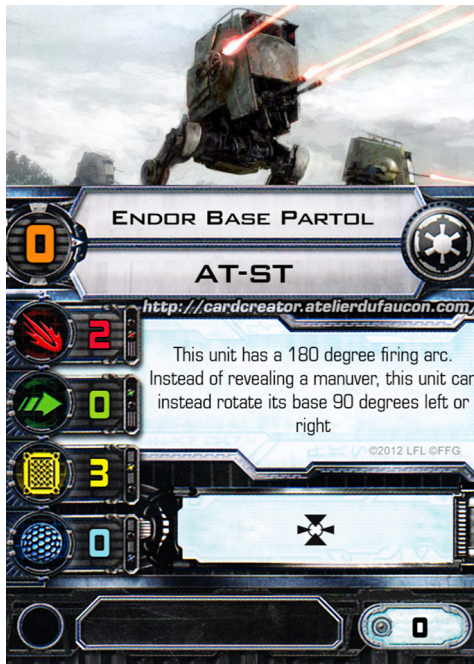 ENDOR BASE PARTOL
0
AT-ST
http://cardcreator.atelierdufaucon.com/
2
This unit has a 180 degree firing arc.
Instead of revealing a manuver, this unit can
0
instead rotate its base 90 degrees left or
right
©2012 LFL ©FFG
3
0
0